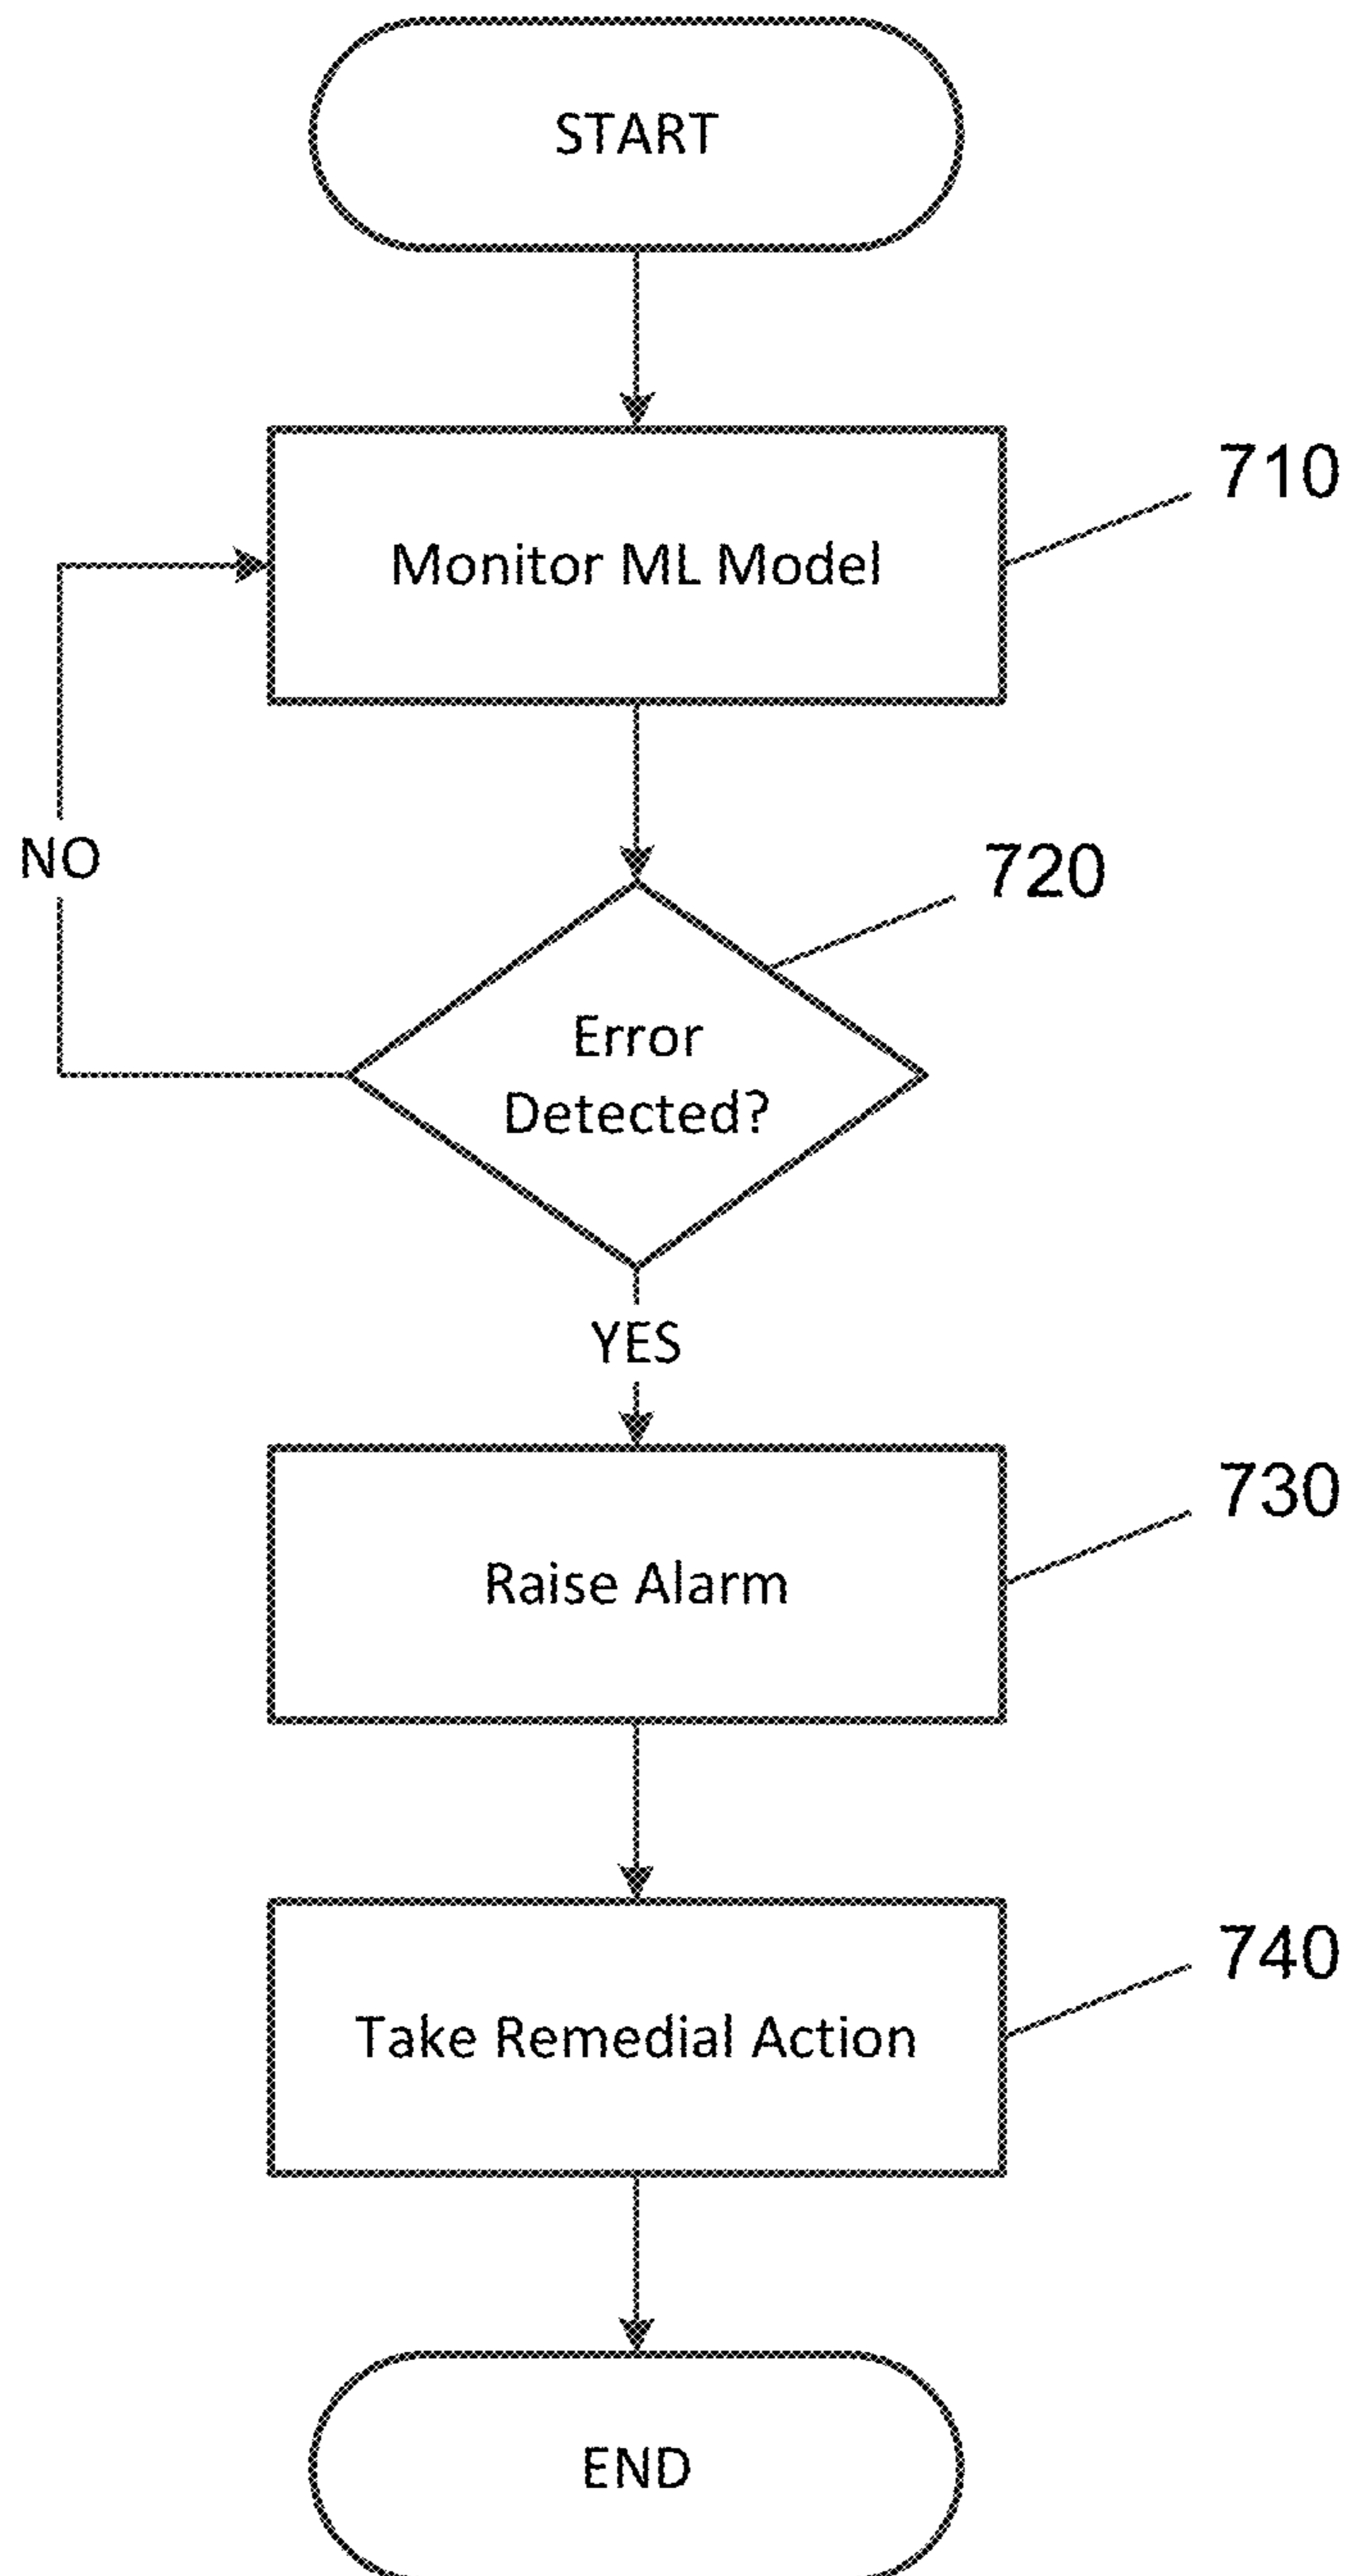 START
710
Monitor ML Model
NO
720
Error
Detected?
YES
730
Raise Alarm
740
Take Remedial Action
END